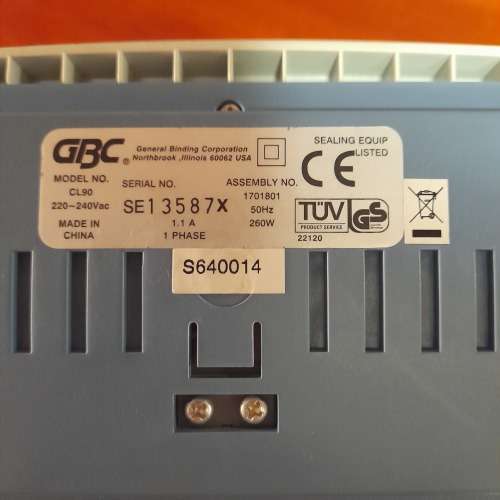 GBC®
General Binding Corporation
Northbrook ,Illinois 60062 USA
SEALING EQUIP
LISTED
CE
MODEL NO.
CL90
220-240Vac
MADE IN
CHINA
SERIAL NO.
SE13587X
1.1 A
1 PHASE
ASSEMBLY NO.
1701801
50Hz
260W
TÜV
PRODUCT SERVICE
GS
22120
S640014